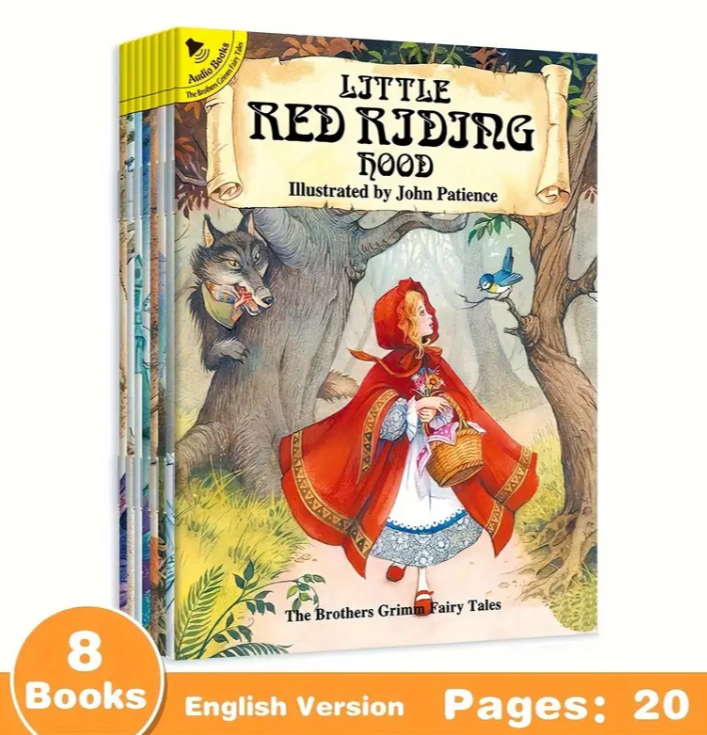 Audio Books
The Brothers Grimm Fairy Tales
LITTLE
RED RIDING
HOOD
Illustrated by John Patience
The Brothers Grimm Fairy Tales
8
Books
English Version
Pages: 20